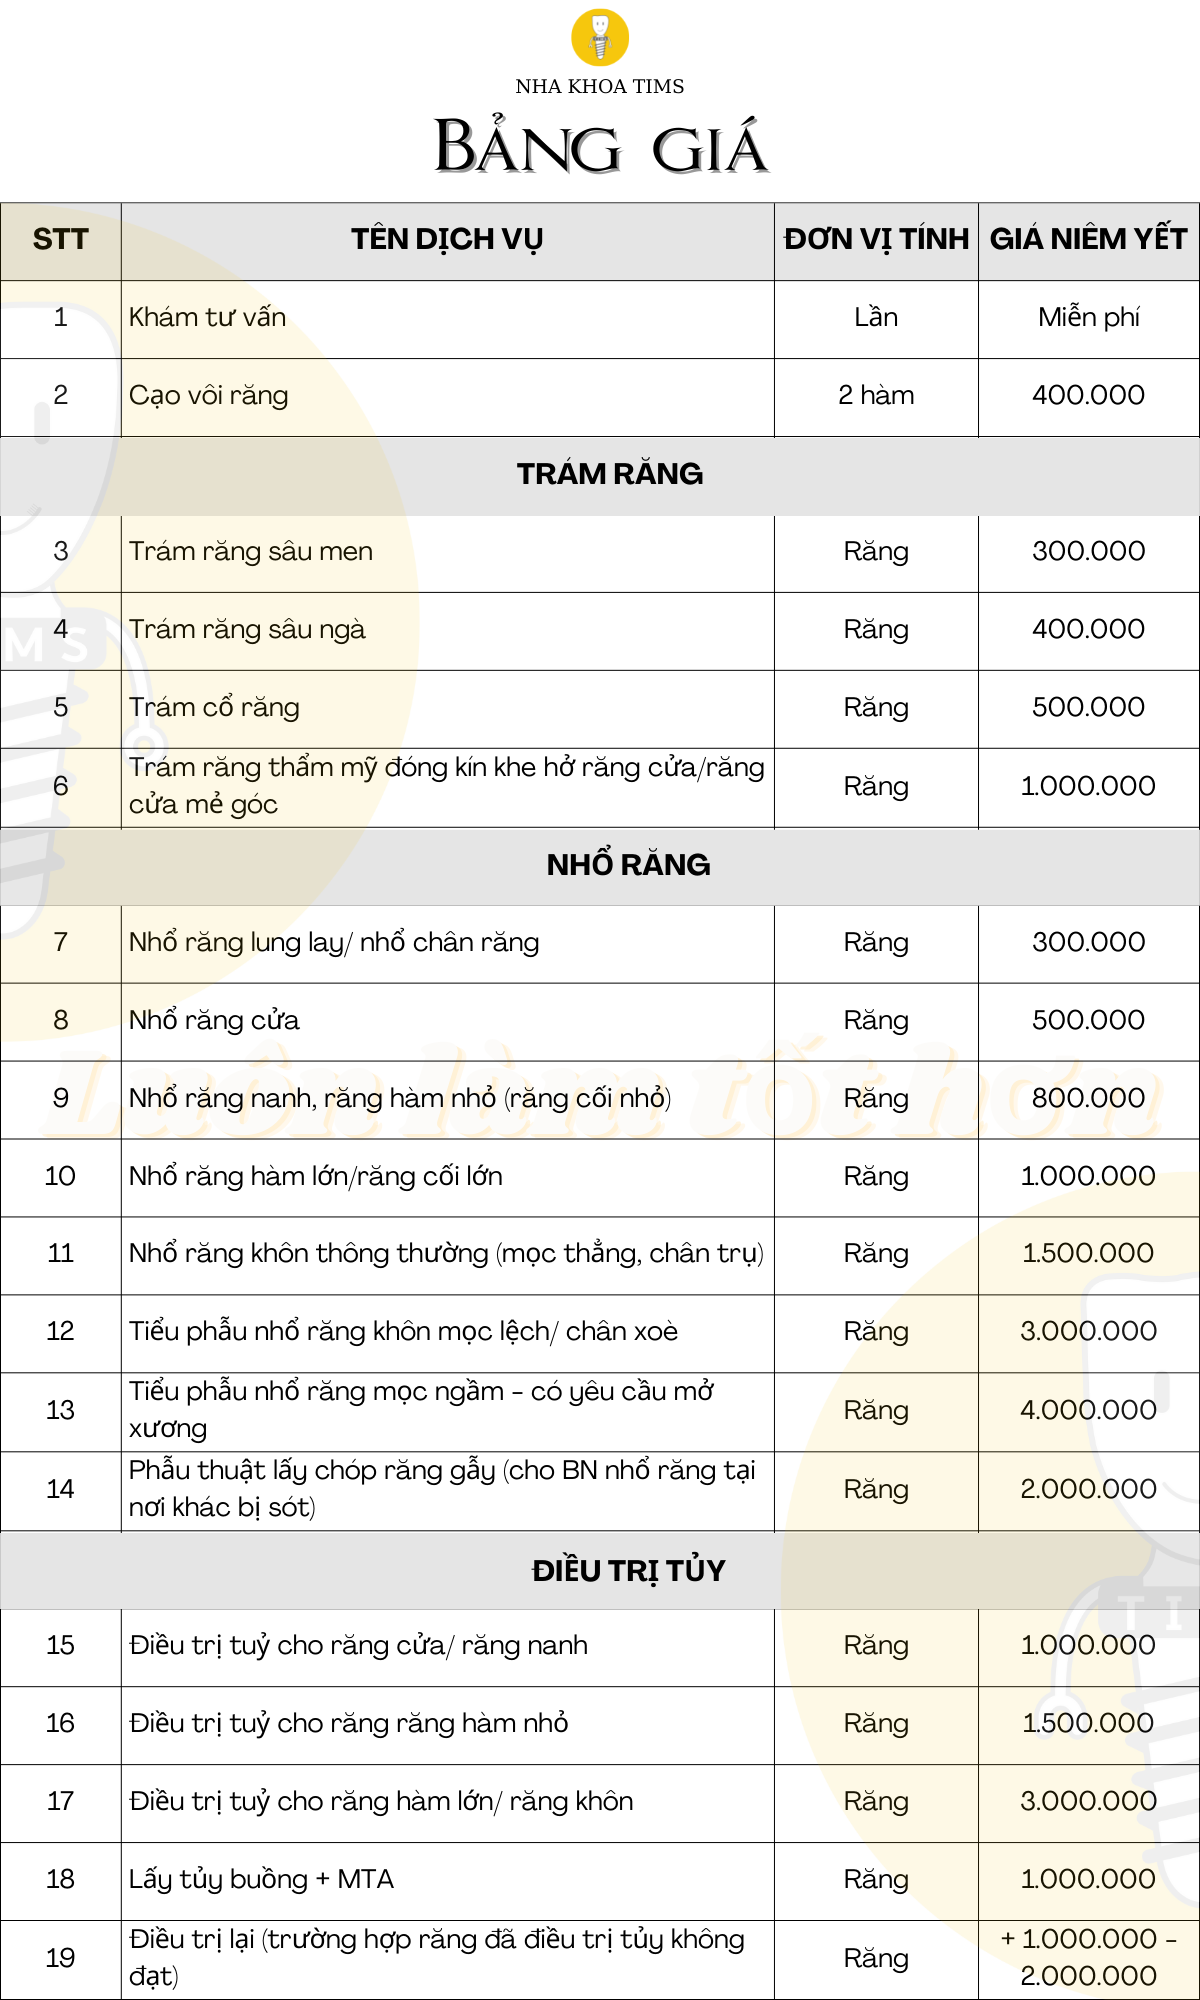 NHA KHOA TIMS
BẢNG GIÁ
STT TÊN DỊCH VỤ ĐƠN VỊ TÍNH GIÁ NIÊM YẾT
1 Khám tư vấn Lần Miễn phí
2 Cạo vôi răng 2 hàm 400.000
TRÁM RĂNG
3 Trám răng sâu men Răng 300.000
4 Trám răng sâu ngà Răng 400.000
MS
5 Trám cổ răng Răng 500.000
6 Trám răng thẩm mỹ đóng kín khe hở răng cửa/răng
cửa mẻ góc Răng 1.000.000
NHỔ RĂNG
7 Nhổ răng lung lay/ nhổ chân răng Răng 300.000
8 Nhổ răng cửa Răng 500.000
Luôn làm tốt hơn
9 Nhổ răng nanh, răng hàm nhỏ (răng cối nhỏ) Răng 800.000
10 Nhổ răng hàm lớn/răng cối lớn Răng 1.000.000
11 Nhổ răng khôn thông thường (mọc thẳng, chân trụ) Răng 1.500.000
12 Tiểu phẫu nhổ răng khôn mọc lệch/ chân xoè Răng 3.000.000
13 Tiểu phẫu nhổ răng mọc ngầm - có yêu cầu mở
xương Răng 4.000.000
14 Phẫu thuật lấy chóp răng gẫy (cho BN nhổ răng tại
nơi khác bị sót) Răng 2.000.000
ĐIỀU TRỊ TỦY
TI
15 Điều trị tuỷ cho răng cửa/ răng nanh Răng 1.000.000
16 Điều trị tuỷ cho răng răng hàm nhỏ Răng 1.500.000
17 Điều trị tuỷ cho răng hàm lớn/ răng khôn Răng 3.000.000
18 Lấy tủy buồng + MTA Răng 1.000.000
19 Điều trị lại (trường hợp răng đã điều trị tủy không
đạt) Răng + 1.000.000 -
2.000.000